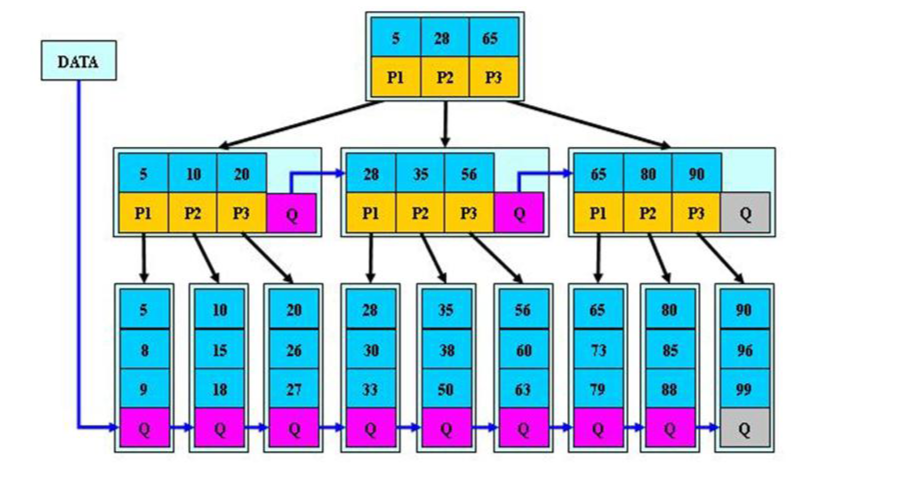 5 28 65
DATA
P1 P2 P3
5 10 20
28 35 56
65 80 90
P1 P2 P3 Q
P1 P2 P3 Q
P1 P2 P3 Q
5 10 20 28 35 56 65 80 90
8 15 26 30 38 60 73 85 96
9 18 27 33 50 63 79 88 99
Q Q Q Q Q Q Q Q Q